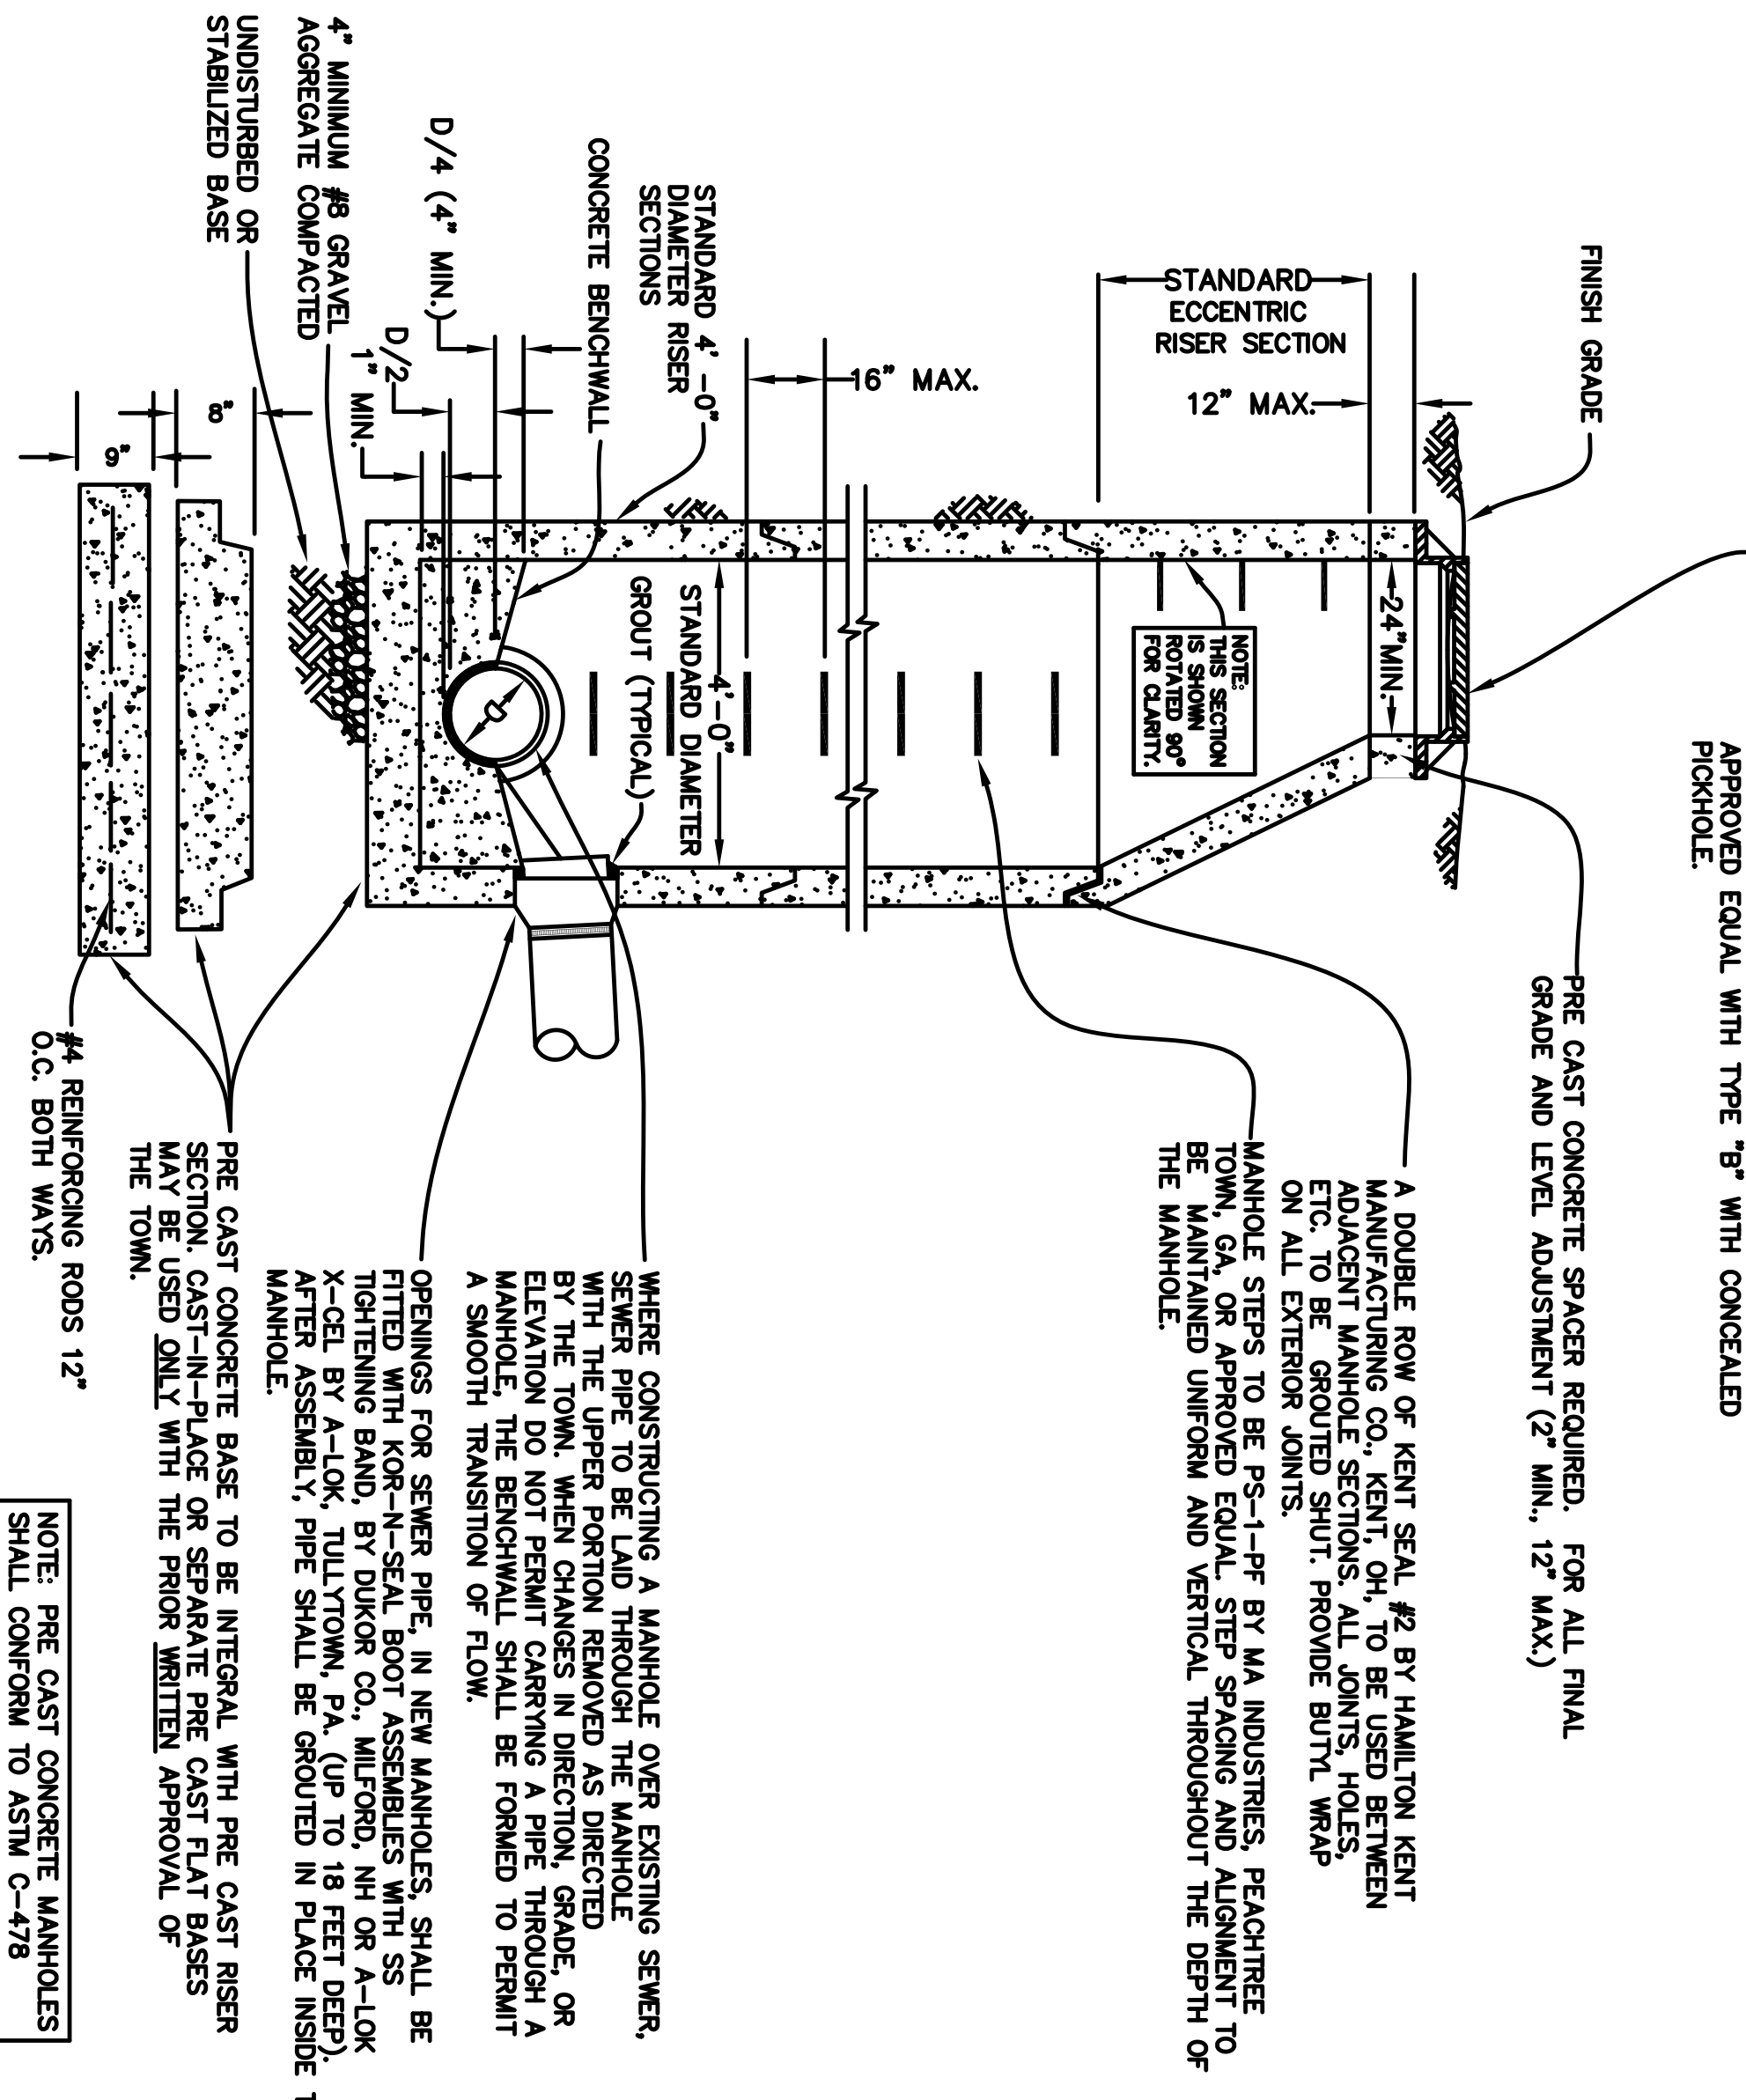 APPROVED EQUAL WITH TYPE "B" WITH CONCEALED
PICKHOLE.
FINISH GRADE
PRE CAST CONCRETE SPACER REQUIRED. FOR ALL FINAL
GRADE AND LEVEL ADJUSTMENT (2" MIN., 12" MAX.)
STANDARD
ECCENTRIC
RISER SECTION
12" MAX.
24" MIN.
NOTE:
THIS SECTION
IS SHOWN
ROTATED 90°
FOR CLARITY.
A DOUBLE ROW OF KENT SEAL #2 BY HAMILTON KENT
MANUFACTURING CO., KENT, OH, TO BE USED BETWEEN
ADJACENT MANHOLE SECTIONS. ALL JOINTS, HOLES,
ETC. TO BE GROUTED SHUT. PROVIDE BUTYL WRAP
ON ALL EXTERIOR JOINTS.
MANHOLE STEPS TO BE PS-1-PF BY MA INDUSTRIES, PEACHTREE
TOWN, GA, OR APPROVED EQUAL. STEP SPACING AND ALIGNMENT TO
BE MAINTAINED UNIFORM AND VERTICAL THROUGHOUT THE DEPTH OF
THE MANHOLE.
16" MAX.
STANDARD 4' -0"
DIAMETER RISER
SECTIONS
4'-0"
STANDARD DIAMETER
GROUT (TYPICAL)
CONCRETE BENCHWALL
WHERE CONSTRUCTING A MANHOLE OVER EXISTING SEWER,
SEWER PIPE TO BE LAID THROUGH THE MANHOLE
WITH THE UPPER PORTION REMOVED AS DIRECTED
BY THE TOWN. WHEN CHANGES IN DIRECTION, GRADE, OR
ELEVATION DO NOT PERMIT CARRYING A PIPE THROUGH A
MANHOLE, THE BENCHWALL SHALL BE FORMED TO PERMIT
A SMOOTH TRANSITION OF FLOW.
D/4 (4" MIN.)
D
D/2
1" MIN.
OPENINGS FOR SEWER PIPE, IN NEW MANHOLES, SHALL BE
FITTED WITH KOR-N-SEAL BOOT ASSEMBLIES WITH SS
TIGHTENING BAND, BY DUKOR CO., MILFORD, NH OR A-LOK
X-CEL BY A-LOK, TULLYTOWN, PA. (UP TO 18 FEET DEEP).
AFTER ASSEMBLY, PIPE SHALL BE GROUTED IN PLACE INSIDE
MANHOLE.
4" MINIMUM #8 GRAVEL
AGGREGATE COMPACTED
UNDISTURBED OR
STABILIZED BASE
8"
9"
PRE CAST CONCRETE BASE TO BE INTEGRAL WITH PRE CAST RISER
SECTION. CAST-IN-PLACE OR SEPARATE PRE CAST FLAT BASES
MAY BE USED ONLY WITH THE PRIOR WRITTEN APPROVAL OF
THE TOWN.
#4 REINFORCING RODS 12"
O.C. BOTH WAYS.
NOTE: PRE CAST CONCRETE MANHOLES
SHALL CONFORM TO ASTM C-478